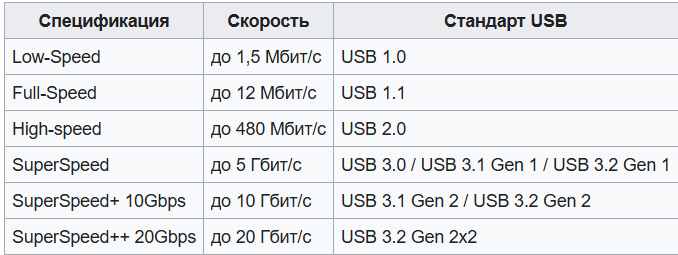 Спецификация Скорость Стандарт USB
Low-Speed до 1,5 Мбит/с USB 1.0
Full-Speed до 12 Мбит/с USB 1.1
High-speed до 480 Мбит/с USB 2.0
SuperSpeed до 5 Гбит/с USB 3.0 / USB 3.1 Gen 1 / USB 3.2 Gen 1
SuperSpeed+ 10Gbps до 10 Гбит/с USB 3.1 Gen 2 / USB 3.2 Gen 2
SuperSpeed++ 20Gbps до 20 Гбит/с USB 3.2 Gen 2x2